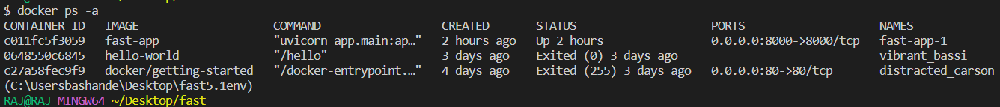 $ docker ps -a
CONTAINER ID   IMAGE                    COMMAND                  CREATED       STATUS                     PORTS                    NAMES
c011fc5f3059   fast-app                 "uvicorn app.main:ap…"   2 hours ago   Up 2 hours                 0.0.0.0:8000->8000/tcp   fast-app-1
0648550c6845   hello-world              "/hello"                 3 days ago    Exited (0) 3 days ago                               vibrant_bassi
c27a58fec9f9   docker/getting-started   "/docker-entrypoint.…"   4 days ago    Exited (255) 3 days ago    0.0.0.0:80->80/tcp       distracted_carson
(C:\Usersbashande\Desktop\fast5.1env)
RAJ@RAJ MINGW64 ~/Desktop/fast